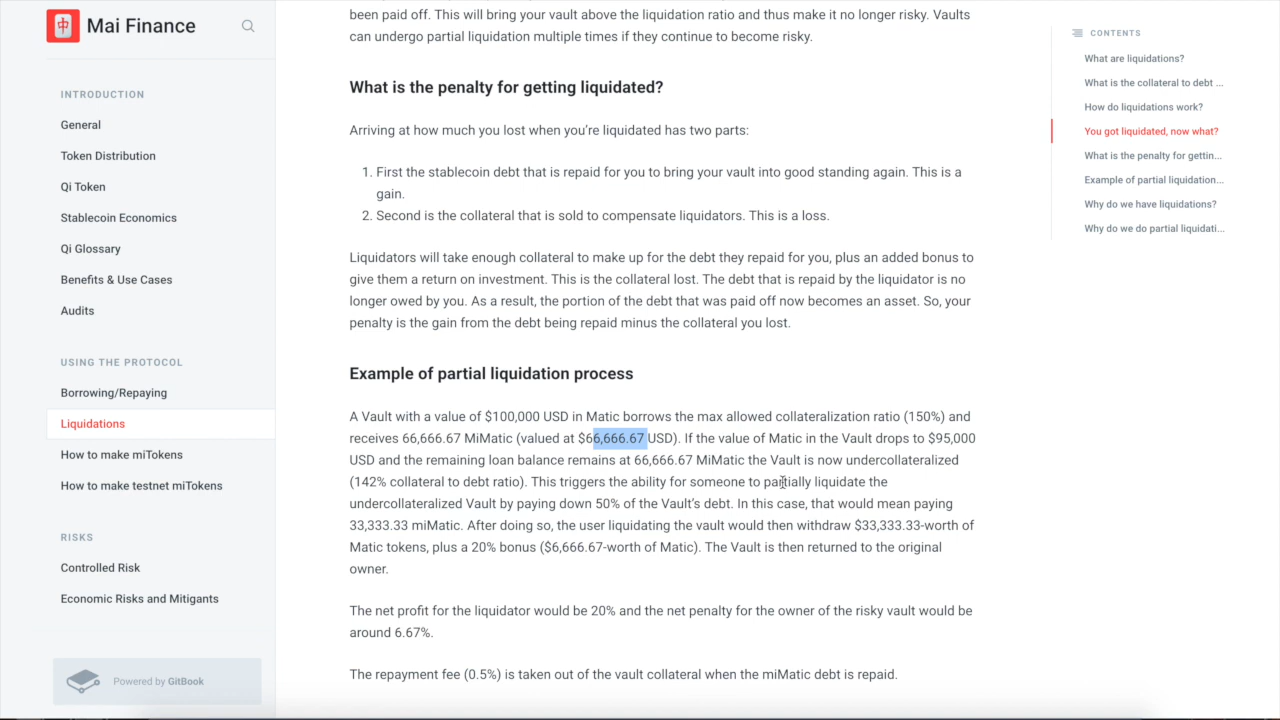 Mai Finance
INTRODUCTION
General
Token Distribution
Qi Token
Stablecoin Economics
Qi Glossary
Benefits & Use Cases
Audits
USING THE PROTOCOL
Borrowing/Repaying
Liquidations
How to make miTokens
How to make testnet miTokens
RISKS
Controlled Risk
Economic Risks and Mitigants
Powered by GitBook
been paid off. This will bring your vault above the liquidation ratio and thus make it no longer risky. Vaults
can undergo partial liquidation multiple times if they continue to become risky.
What is the penalty for getting liquidated?
Arriving at how much you lost when you’re liquidated has two parts:
1. First the stablecoin debt that is repaid for you to bring your vault into good standing again. This is a
gain.
2. Second is the collateral that is sold to compensate liquidators. This is a loss.
Liquidators will take enough collateral to make up for the debt they repaid for you, plus an added bonus to
give them a return on investment. This is the collateral lost. The debt that is repaid by the liquidator is no
longer owed by you. As a result, the portion of the debt that was paid off now becomes an asset. So, your
penalty is the gain from the debt being repaid minus the collateral you lost.
Example of partial liquidation process
A Vault with a value of $100,000 USD in Matic borrows the max allowed collateralization ratio (150%) and
receives 66,666.67 MiMatic (valued at $66,666.67 USD). If the value of Matic in the Vault drops to $95,000
USD and the remaining loan balance remains at 66,666.67 MiMatic the Vault is now undercollateralized
(142% collateral to debt ratio). This triggers the ability for someone to partially liquidate the
undercollateralized Vault by paying down 50% of the Vault’s debt. In this case, that would mean paying
33,333.33 miMatic. After doing so, the user liquidating the vault would then withdraw $33,333.33-worth of
Matic tokens, plus a 20% bonus ($6,666.67-worth of Matic). The Vault is then returned to the original
owner.
The net profit for the liquidator would be 20% and the net penalty for the owner of the risky vault would be
around 6.67%.
The repayment fee (0.5%) is taken out of the vault collateral when the miMatic debt is repaid.
CONTENTS
What are liquidations?
What is the collateral to debt ...
How do liquidations work?
You got liquidated, now what?
What is the penalty for gettin...
Example of partial liquidation...
Why do we have liquidations?
Why do we do partial liquidati...